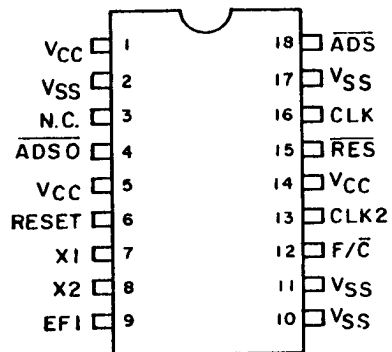 VCC 1 18 ADS
VSS 2 17 VSS
N.C. 3 16 CLK
ADSO 4 15 RES
VCC 5 14 VCC
RESET 6 13 CLK2
X1 7 12 F/C
X2 8 11 VSS
EFI 9 10 VSS